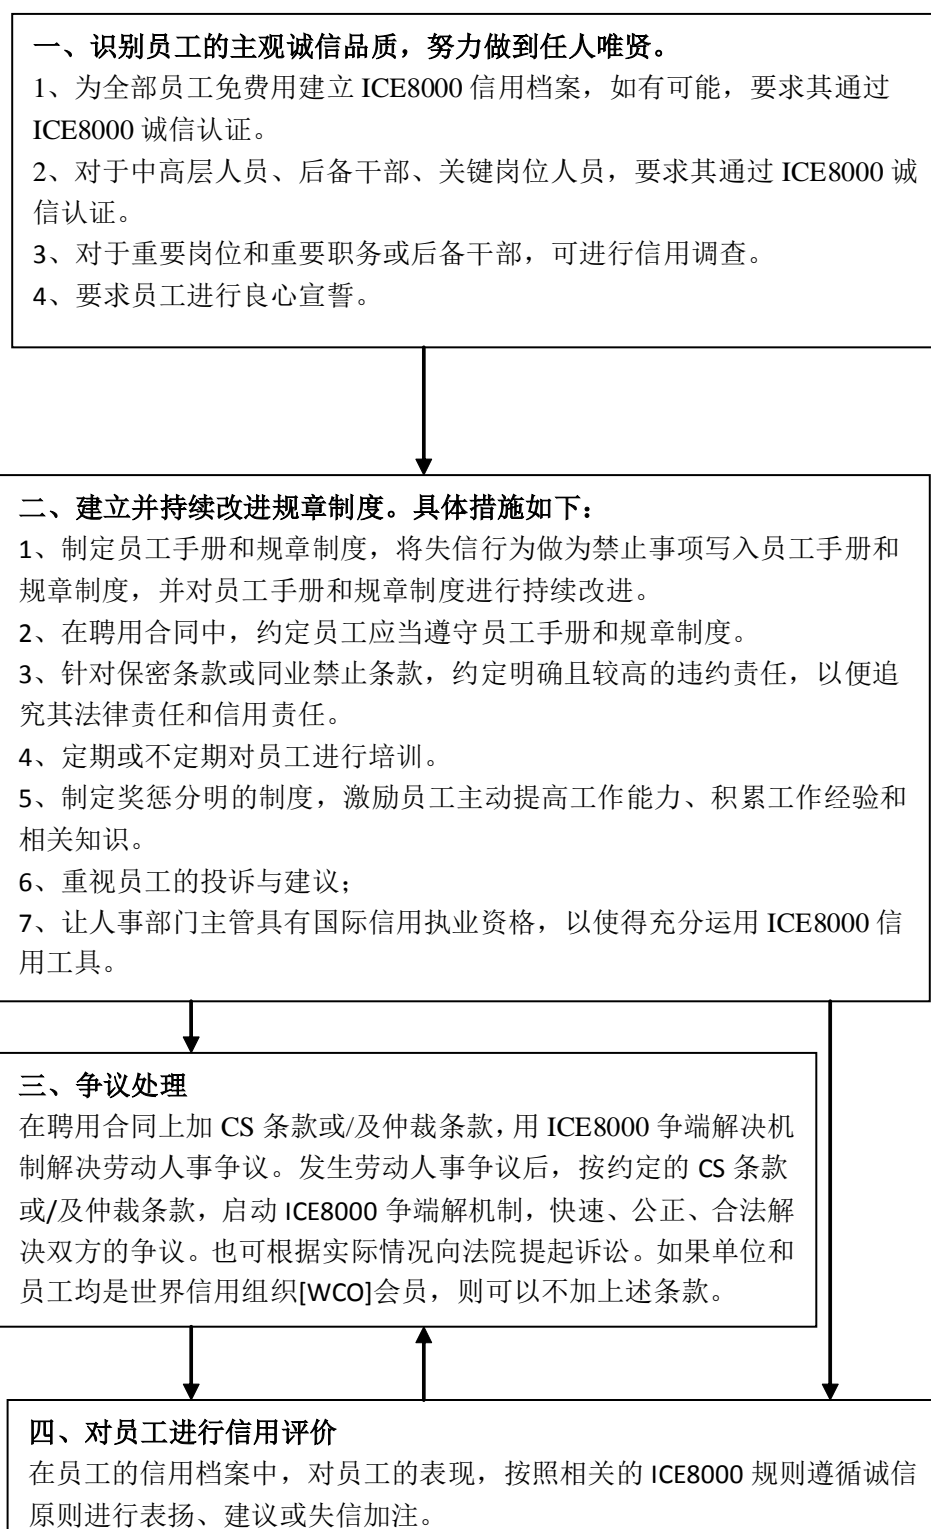 一、识别员工的主观诚信品质，努力做到任人唯贤。
1、为全部员工免费用建立 ICE8000 信用档案，如有可能，要求其通过
ICE8000 诚信认证。
2、对于中高层人员、后备干部、关键岗位人员，要求其通过 ICE8000 诚
信认证。
3、对于重要岗位和重要职务或后备干部，可进行信用调查。
4、要求员工进行良心宣誓。
二、建立并持续改进规章制度。具体措施如下：
1、制定员工手册和规章制度，将失信行为做为禁止事项写入员工手册和
规章制度，并对员工手册和规章制度进行持续改进。
2、在聘用合同中，约定员工应当遵守员工手册和规章制度。
3、针对保密条款或同业禁止条款，约定明确且较高的违约责任，以便追
究其法律责任和信用责任。
4、定期或不定期对员工进行培训。
5、制定奖惩分明的制度，激励员工主动提高工作能力、积累工作经验和
相关知识。
6、重视员工的投诉与建议；
7、让人事部门主管具有国际信用执业资格，以使得充分运用 ICE8000 信
用工具。
三、争议处理
在聘用合同上加 CS 条款或/及仲裁条款，用 ICE8000 争端解决机
制解决劳动人事争议。发生劳动人事争议后，按约定的 CS 条款
或/及仲裁条款，启动 ICE8000 争端解机制，快速、公正、合法解
决双方的争议。也可根据实际情况向法院提起诉讼。如果单位和
员工均是世界信用组织[WCO]会员，则可以不加上述条款。
四、对员工进行信用评价
在员工的信用档案中，对员工的表现，按照相关的 ICE8000 规则遵循诚信
原则进行表扬、建议或失信加注。